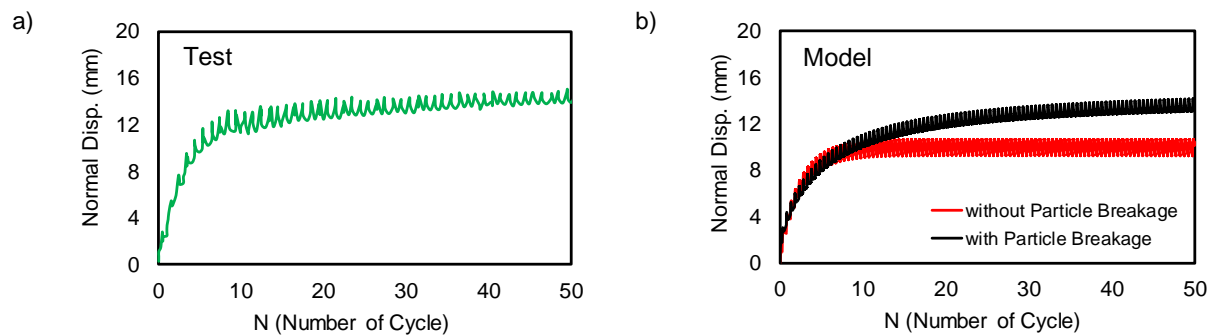 a)
Normal Disp. (mm)
20
16
12
8
4
0
Test
0 10 20 30 40 50
N (Number of Cycle)
b)
Normal Disp. (mm)
20
16
12
8
4
0
Model
without Particle Breakage
with Particle Breakage
0 10 20 30 40 50
N (Number of Cycle)